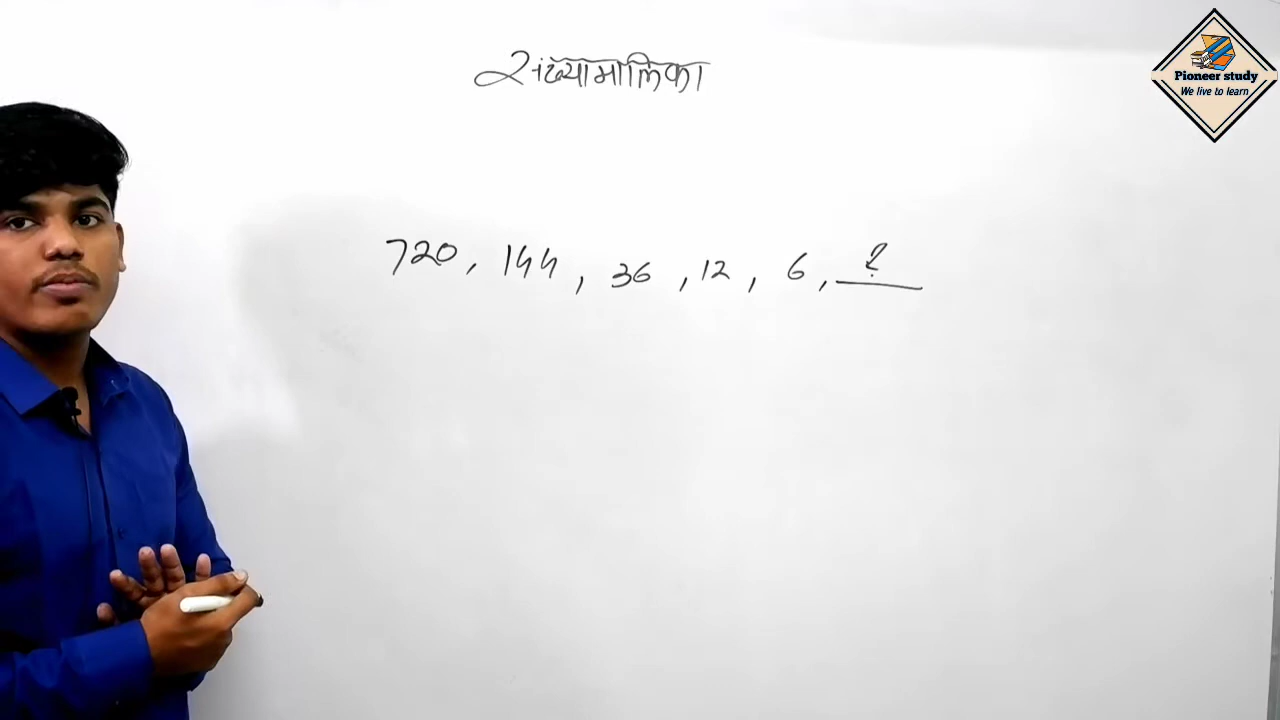 संख्यामालिका
Pioneer study
We live to learn
720, 144, 36, 12, 6, ?